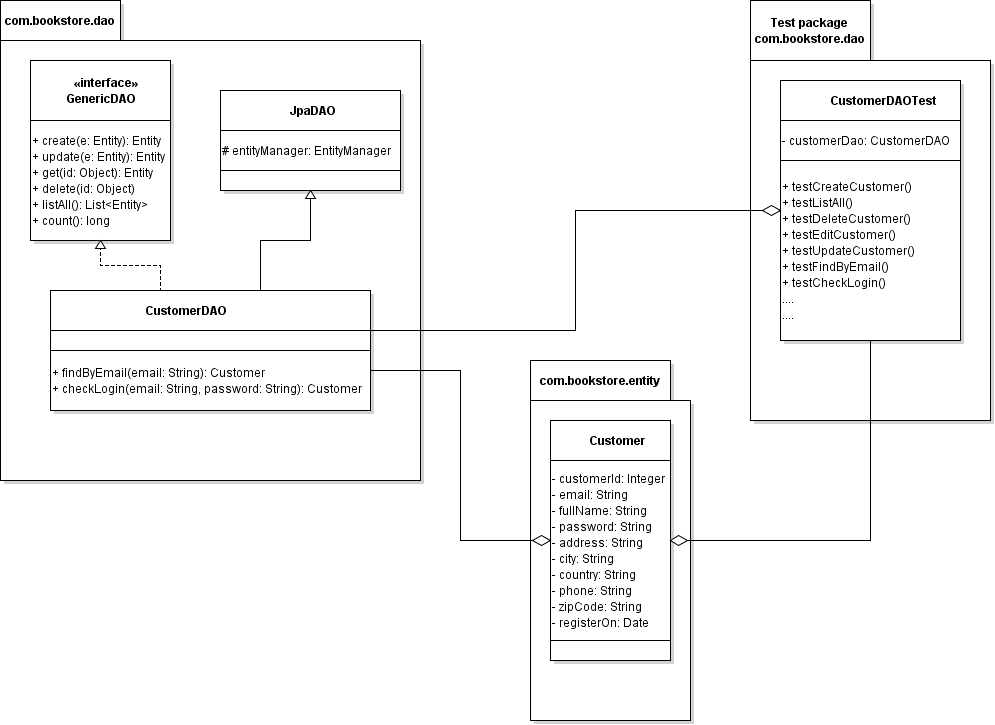 com.bookstore.dao
«interface»
GenericDAO
+ create(e: Entity): Entity
+ update(e: Entity): Entity
+ get(id: Object): Entity
+ delete(id: Object)
+ listAll(): List<Entity>
+ count(): long
JpaDAO
# entityManager: EntityManager
CustomerDAO
+ findByEmail(email: String): Customer
+ checkLogin(email: String, password: String): Customer
com.bookstore.entity
Customer
- customerId: Integer
- email: String
- fullName: String
- password: String
- address: String
- city: String
- country: String
- phone: String
- zipCode: String
- registerOn: Date
Test package
com.bookstore.dao
CustomerDAOTest
- customerDao: CustomerDAO
+ testCreateCustomer()
+ testListAll()
+ testDeleteCustomer()
+ testEditCustomer()
+ testUpdateCustomer()
+ testFindByEmail()
+ testCheckLogin()
....
....